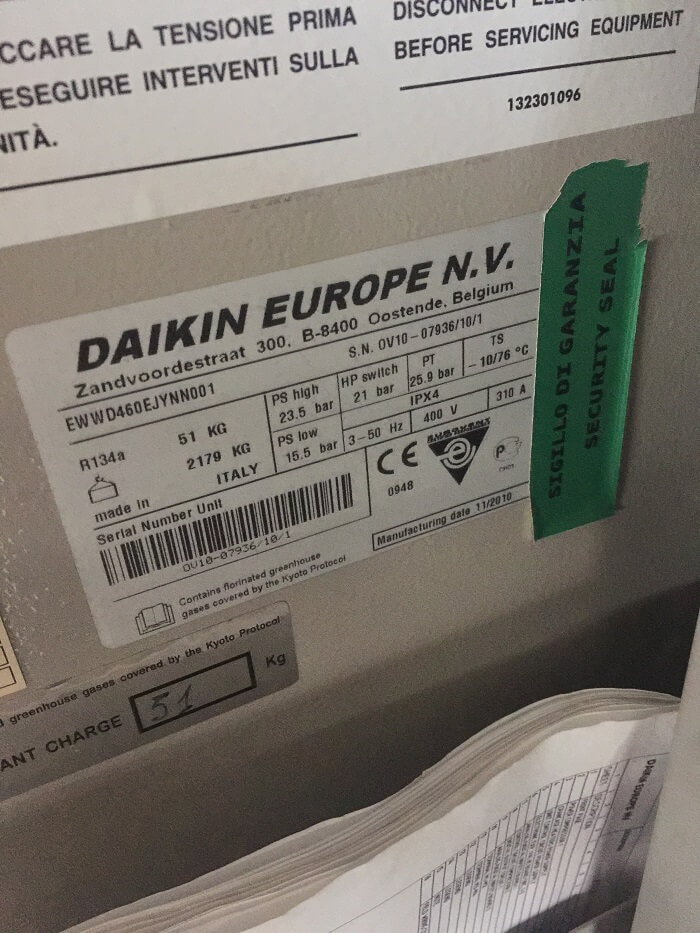 CCARE LA TENSIONE PRIMA
ESEGUIRE INTERVENTI SULLA
NITÀ.
DISCONNECT
BEFORE SERVICING EQUIPMENT
132301096
DAIKIN EUROPE N.V.
Zandvoordestraat 300, B-8400 Oostende, Belgium
S.N. OV10-07936/10/1
EWWD460EJYNN001
R134a 51 KG
2179 KG
made in ITALY
PS high
23.5 bar
HP switch
21 bar
PT
25.9 bar
TS
-10/76 °C
PS low
15.5 bar
IPX4
3~50 Hz
400 V
310 A
CE
0948
Serial Number Unit
OV10-07936/10/1
Manufacturing date 11/2010
Contains florinated greenhouse
gases covered by the Kyoto Protocol
SIGILLO DI GARANZIA
SECURITY SEAL
greenhouse gases covered by the Kyoto Protocol
ANT CHARGE 51 Kg
DAIKIN EUROPE NV